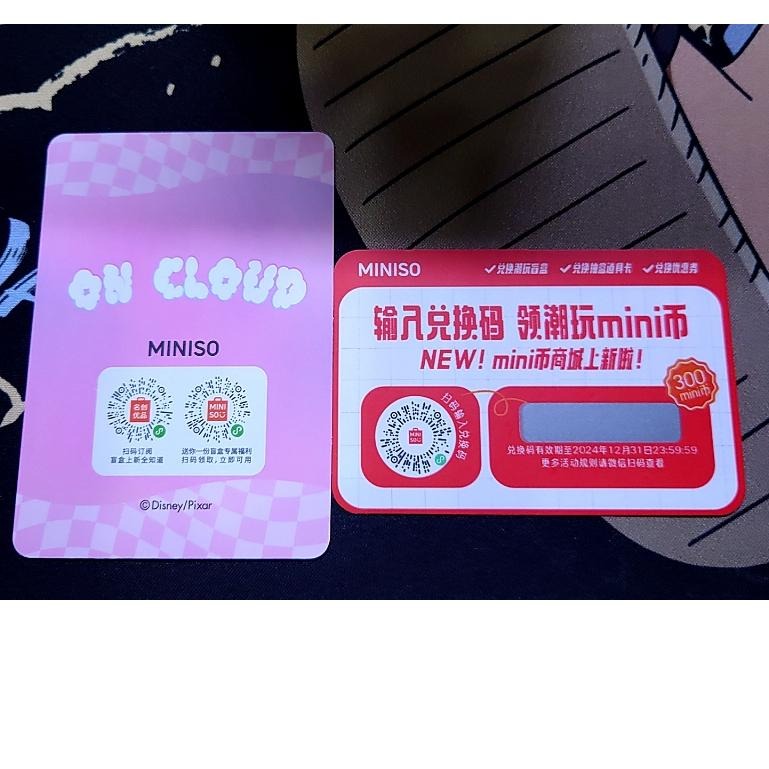 ON CLOUD
MINISO
名创
优品
MINI
SO
扫码订阅
盲盒上新全知道
送你一份盲盒专属福利
扫码领取,立即可用
©Disney/Pixar
MINISO
兑换潮玩盲盒
兑换抽盒道具卡
兑换优惠券
输入兑换码 领潮玩mini币
NEW! mini币商城上新啦!
300
mini币
扫码输入兑换码
MINI
SO
兑换码有效期至2024年12月31日23:59:59
更多活动规则请微信扫码查看